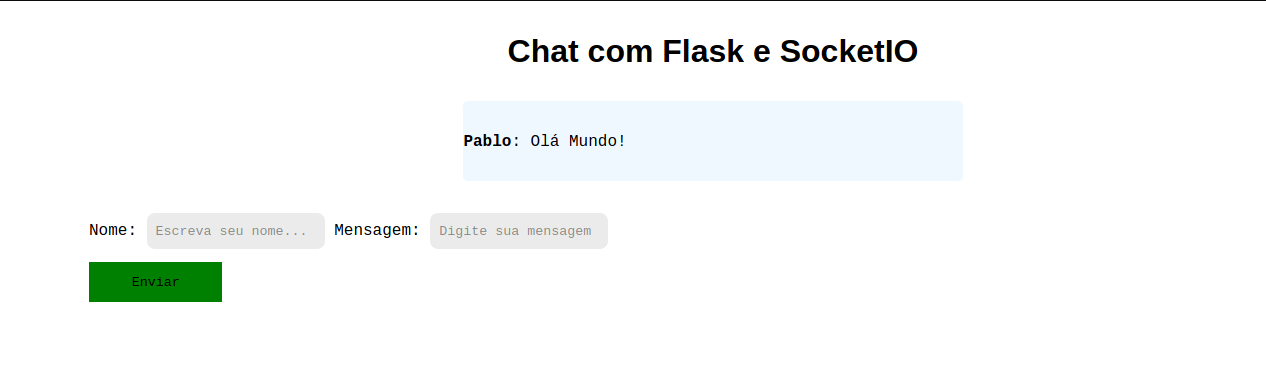 Chat com Flask e SocketIO
Pablo: Olá Mundo!
Nome: Escreva seu nome... Mensagem: Digite sua mensagem
Enviar